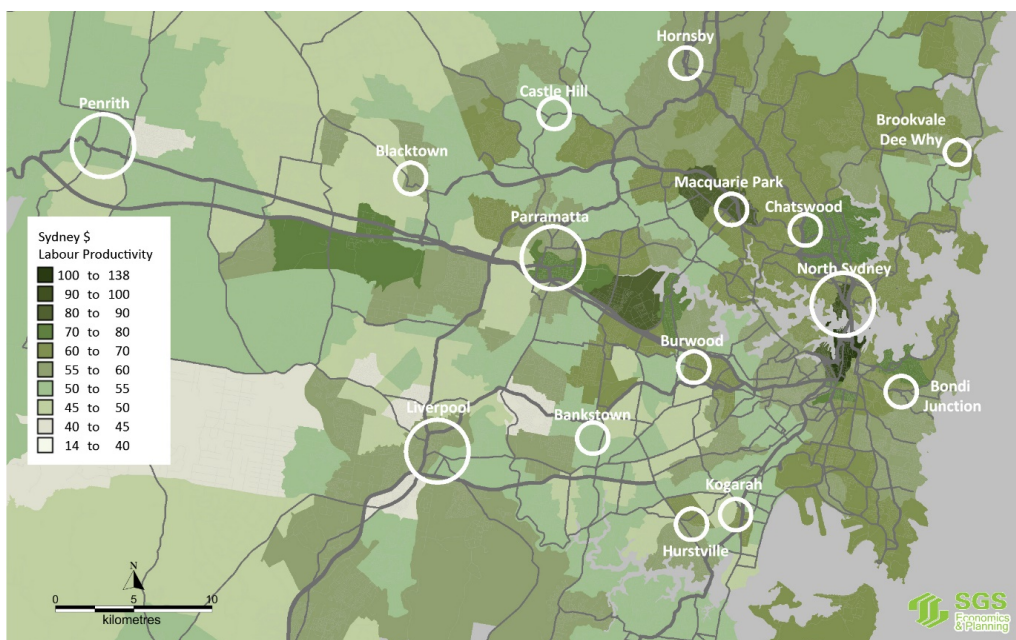 Hornsby
Castle Hill
Penrith
Brookvale
Dee Why
Blacktown
Macquarie Park
Chatswood
Parramatta
North Sydney
Burwood
Bondi
Junction
Liverpool
Bankstown
Kogarah
Hurstville
Sydney $
Labour Productivity
100 to 138
90 to 100
80 to 90
70 to 80
60 to 70
55 to 60
50 to 55
45 to 50
40 to 45
14 to 40
N
0 5 10
kilometres
SGS
Economics
& Planning